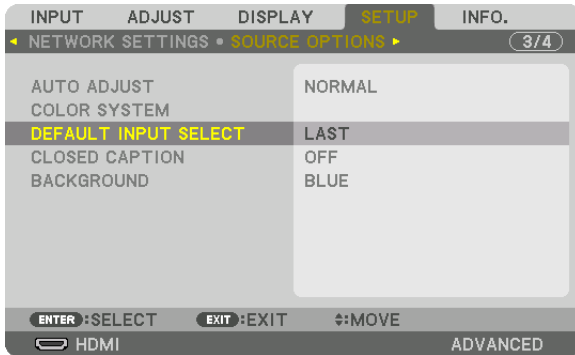 INPUT ADJUST DISPLAY SETUP INFO.
NETWORK SETTINGS • SOURCE OPTIONS 3/4
AUTO ADJUST NORMAL
COLOR SYSTEM
DEFAULT INPUT SELECT LAST
CLOSED CAPTION OFF
BACKGROUND BLUE
ENTER :SELECT EXIT :EXIT :MOVE
HDMI ADVANCED